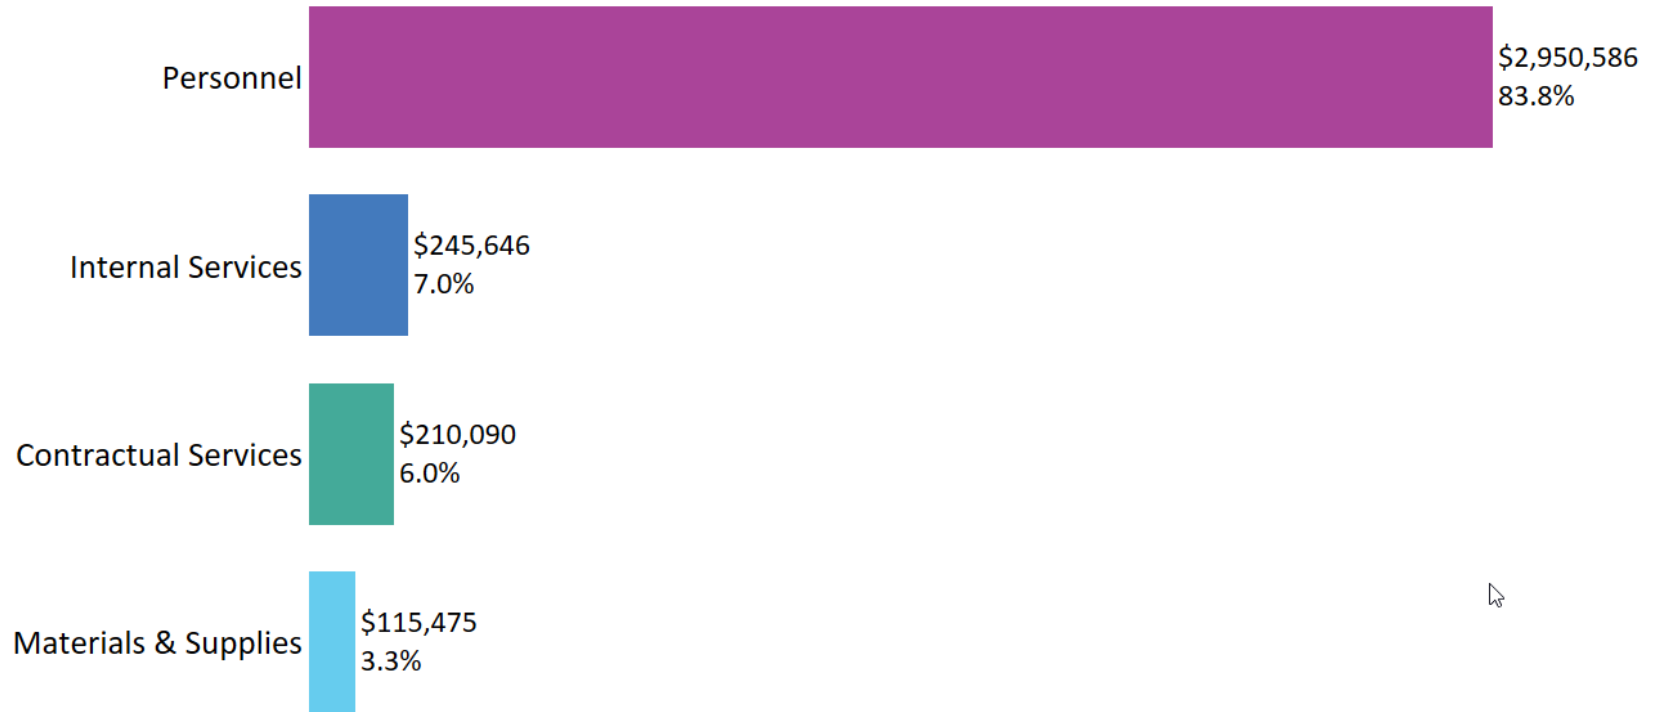 Personnel
$2,950,586
83.8%
Internal Services
$245,646
7.0%
Contractual Services
$210,090
6.0%
Materials & Supplies
$115,475
3.3%